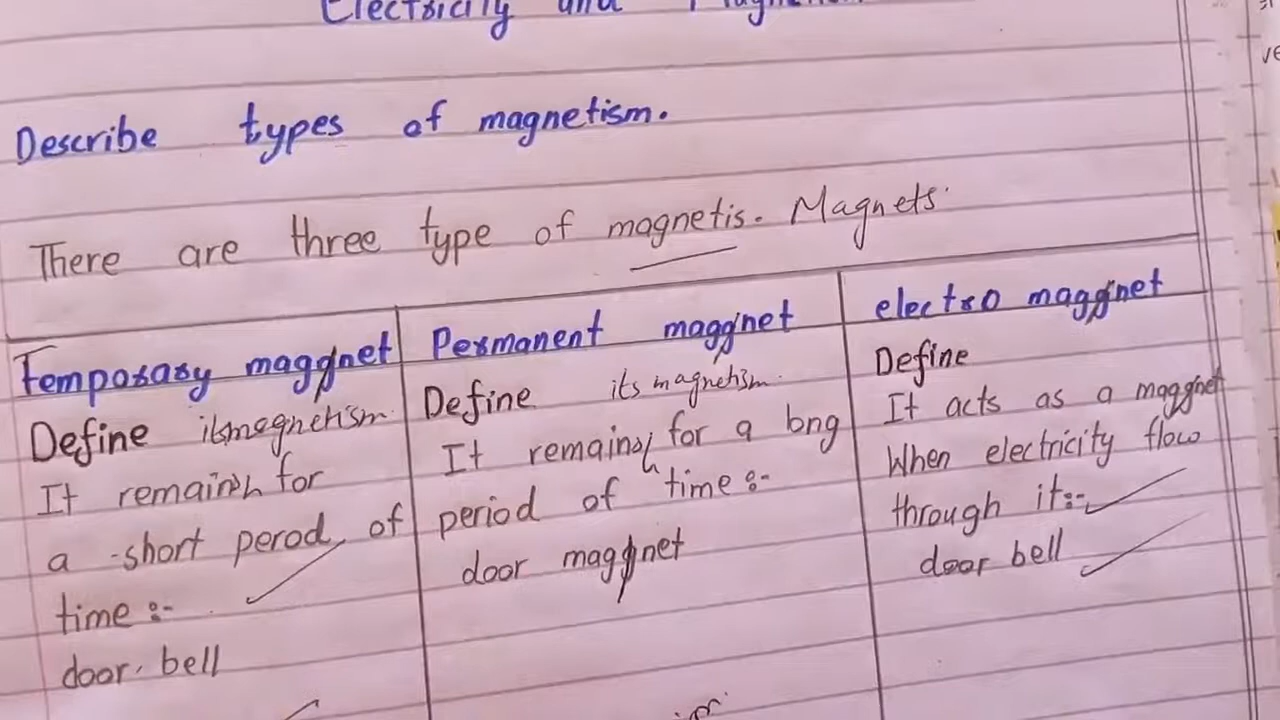 Electricity and Magnetism
Describe types of magnetism.
There are three type of magnetis. Magnets.
Temporary maggnet
Define itsmagnetism.
It remains for
a short perod of
time :-
door bell
Permanent maggnet
Define its magnetism.
It remains for a long
period of time :-
door maggnet
electro maggnet
Define
It acts as a maggnet
When electricity flow
through it:-
door bell